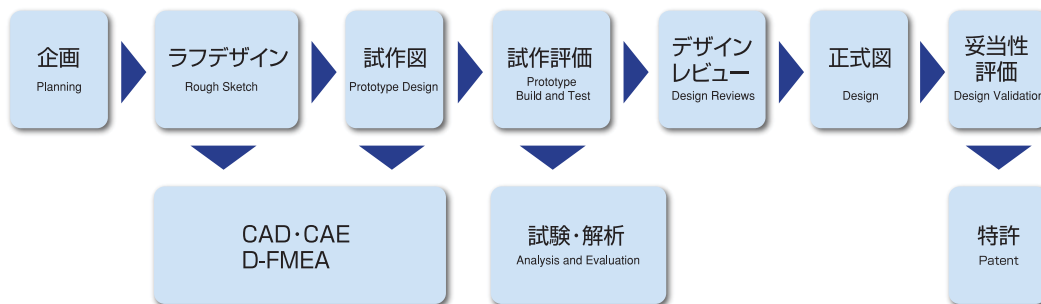 企画
Planning
ラフデザイン
Rough Sketch
試作図
Prototype Design
試作評価
Prototype
Build and Test
デザイン
レビュー
Design Reviews
正式図
Design
妥当性
評価
Design Validation
CAD・CAE
D-FMEA
試験・解析
Analysis and Evaluation
特許
Patent